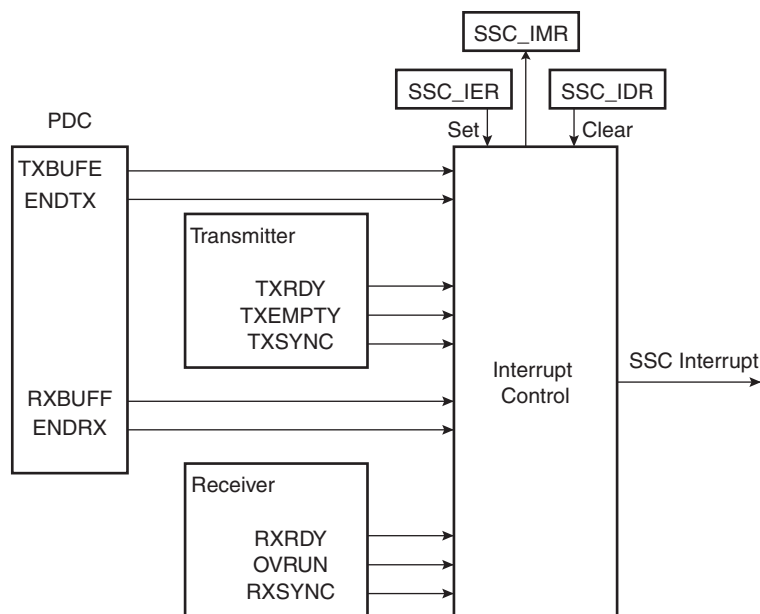 SSC_IMR
SSC_IER
SSC_IDR
Set
Clear
PDC
TXBUFE
ENDTX
Transmitter
TXRDY
TXEMPTY
TXSYNC
RXBUFF
ENDRX
Receiver
RXRDY
OVRUN
RXSYNC
Interrupt
Control
SSC Interrupt